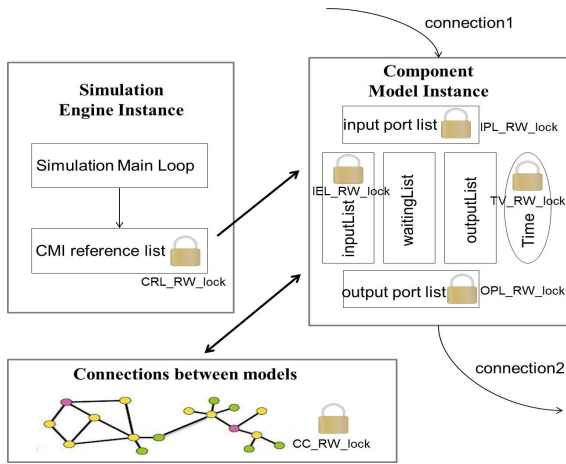 connection1
Simulation
Engine Instance
Simulation Main Loop
CMI reference list
CRL_RW_lock
Component
Model Instance
input port list
IPL_RW_lock
IEL_RW_lock
inputList
waitingList
outputList
TV_RW_lock
Time
output port list
OPL_RW_lock
connection2
Connections between models
CC_RW_lock